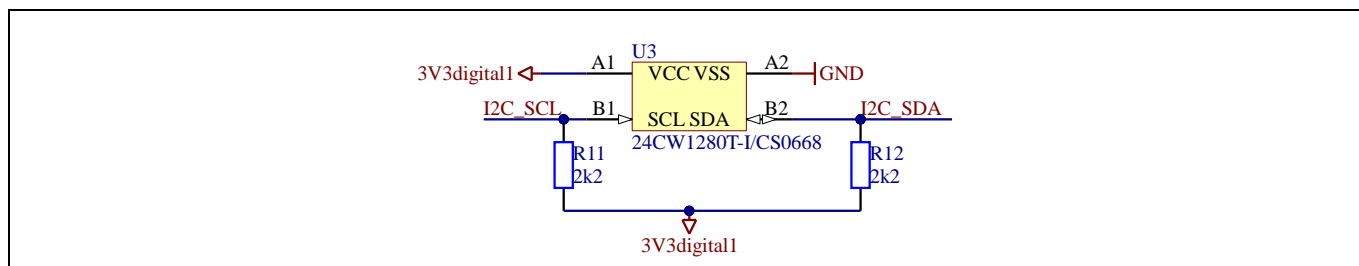 U3
3V3digital1 A1 VCC VSS A2 GND
I2C_SCL B1 SCL SDA B2 I2C_SDA
24CW1280T-I/CS0668
R11 R12
2k2 2k2
3V3digital1